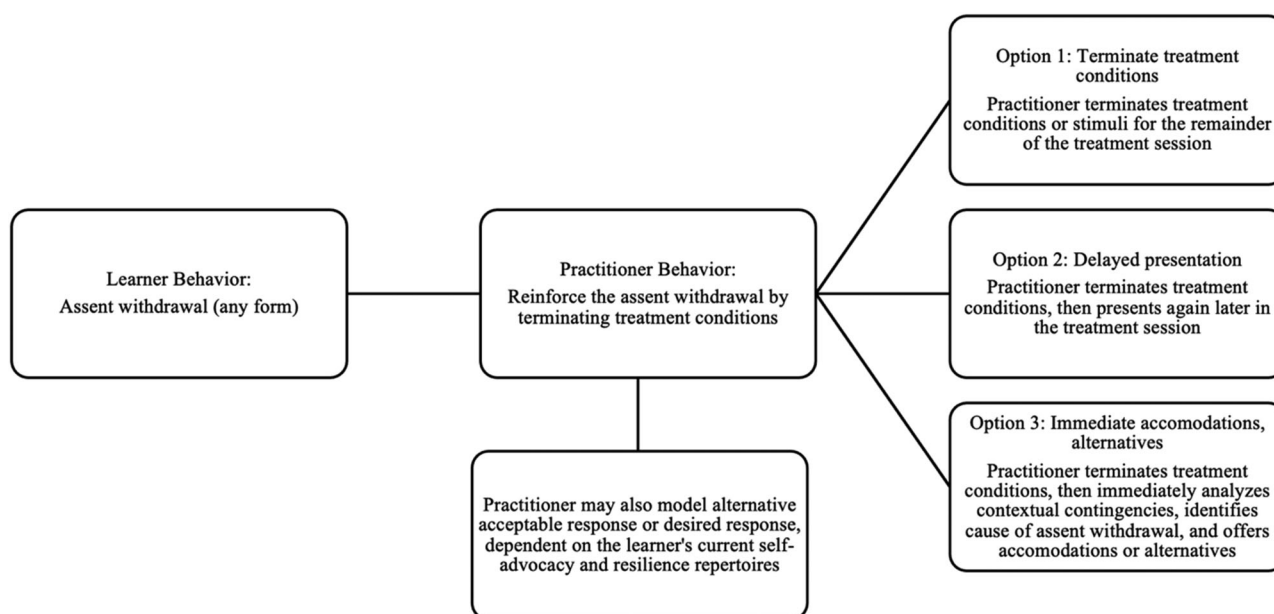 Learner Behavior:
Assent withdrawal (any form)
Practitioner Behavior:
Reinforce the assent withdrawal by
terminating treatment conditions
Practitioner may also model alternative
acceptable response or desired response,
dependent on the learner's current self-
advocacy and resilience repertoires
Option 1: Terminate treatment
conditions
Practitioner terminates treatment
conditions or stimuli for the remainder
of the treatment session
Option 2: Delayed presentation
Practitioner terminates treatment
conditions, then presents again later in
the treatment session
Option 3: Immediate accomodations,
alternatives
Practitioner terminates treatment
conditions, then immediately analyzes
contextual contingencies, identifies
cause of assent withdrawal, and offers
accomodations or alternatives